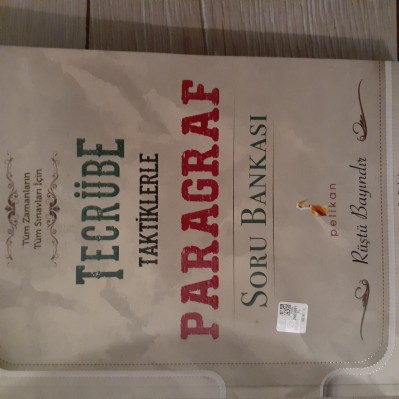 Tüm Zamanların
Tüm Sınavları İçin
TECRÜBE
TAKTİKLERLE
PARAGRAF
SORU BANKASI
pelikan
Rüştü Bayındır